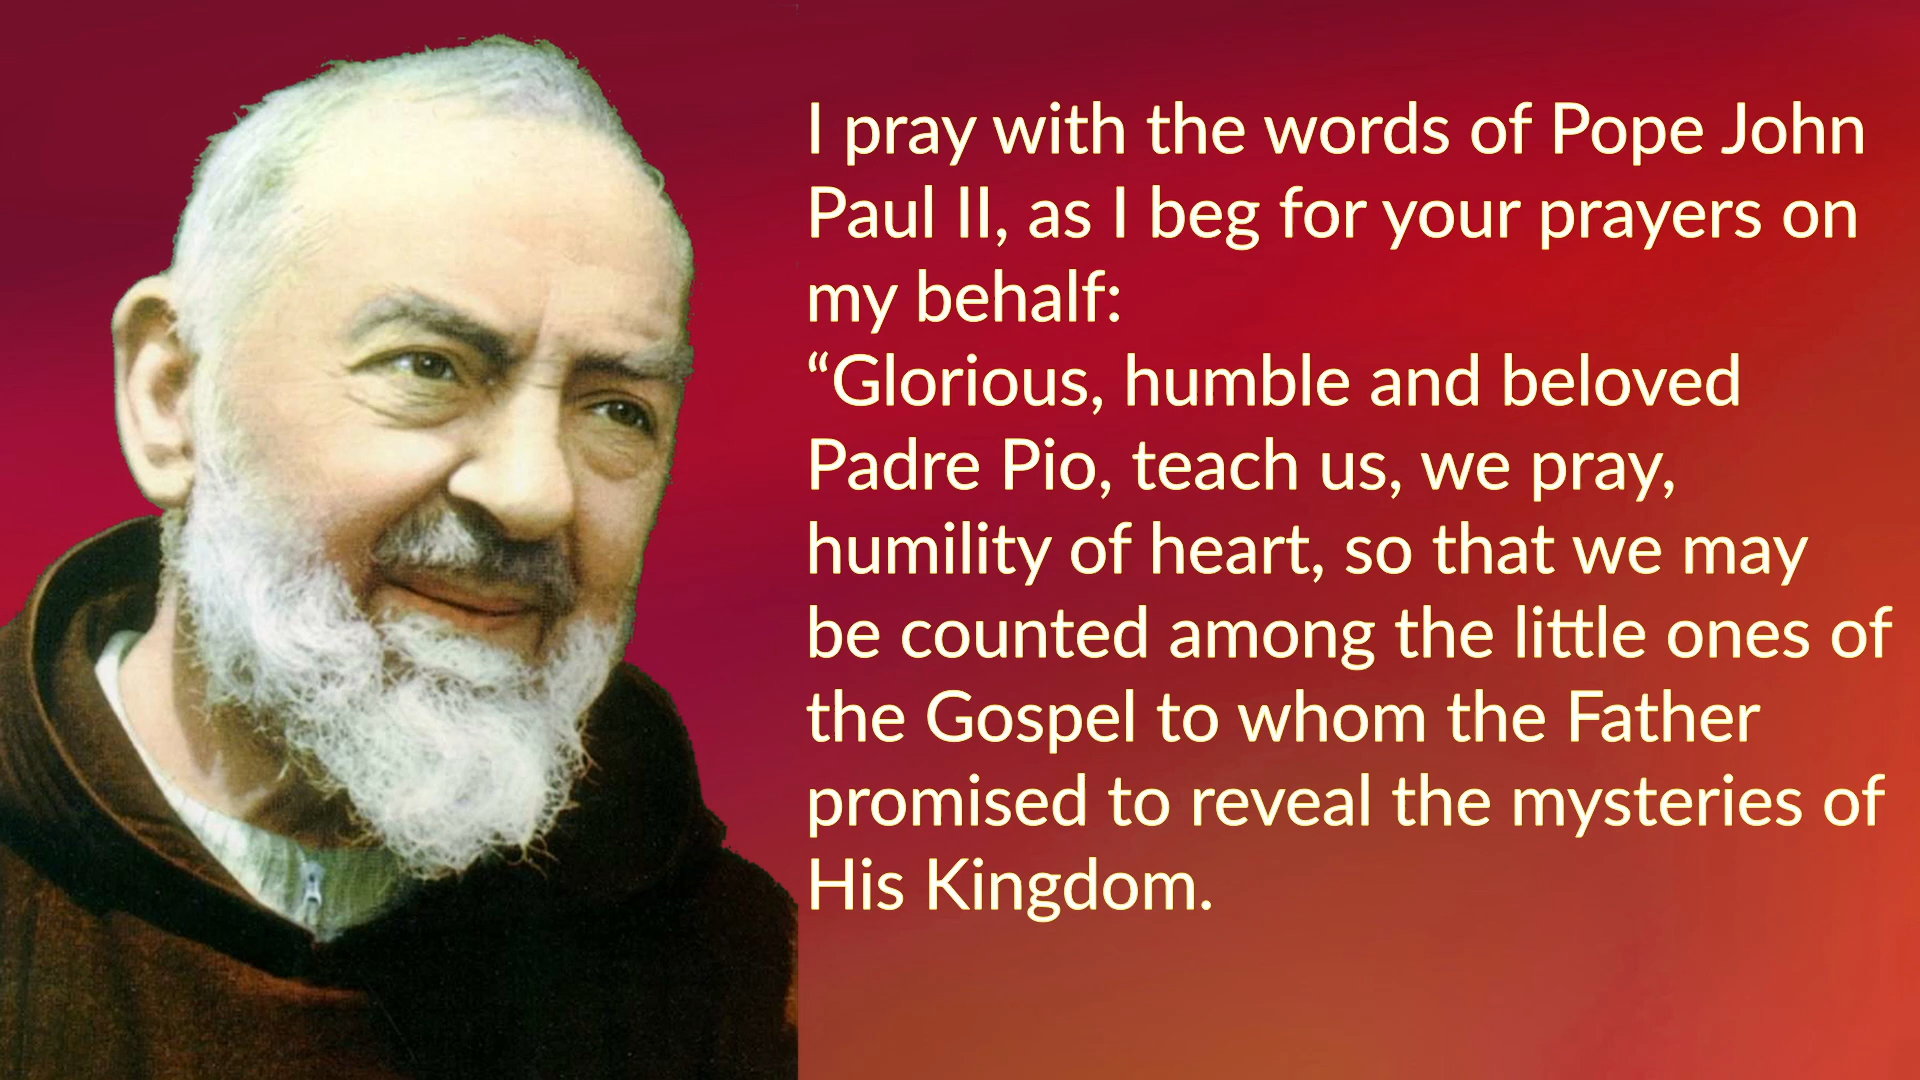 I pray with the words of Pope John
Paul II, as I beg for your prayers on
my behalf:
“Glorious, humble and beloved
Padre Pio, teach us, we pray,
humility of heart, so that we may
be counted among the little ones of
the Gospel to whom the Father
promised to reveal the mysteries of
His Kingdom.